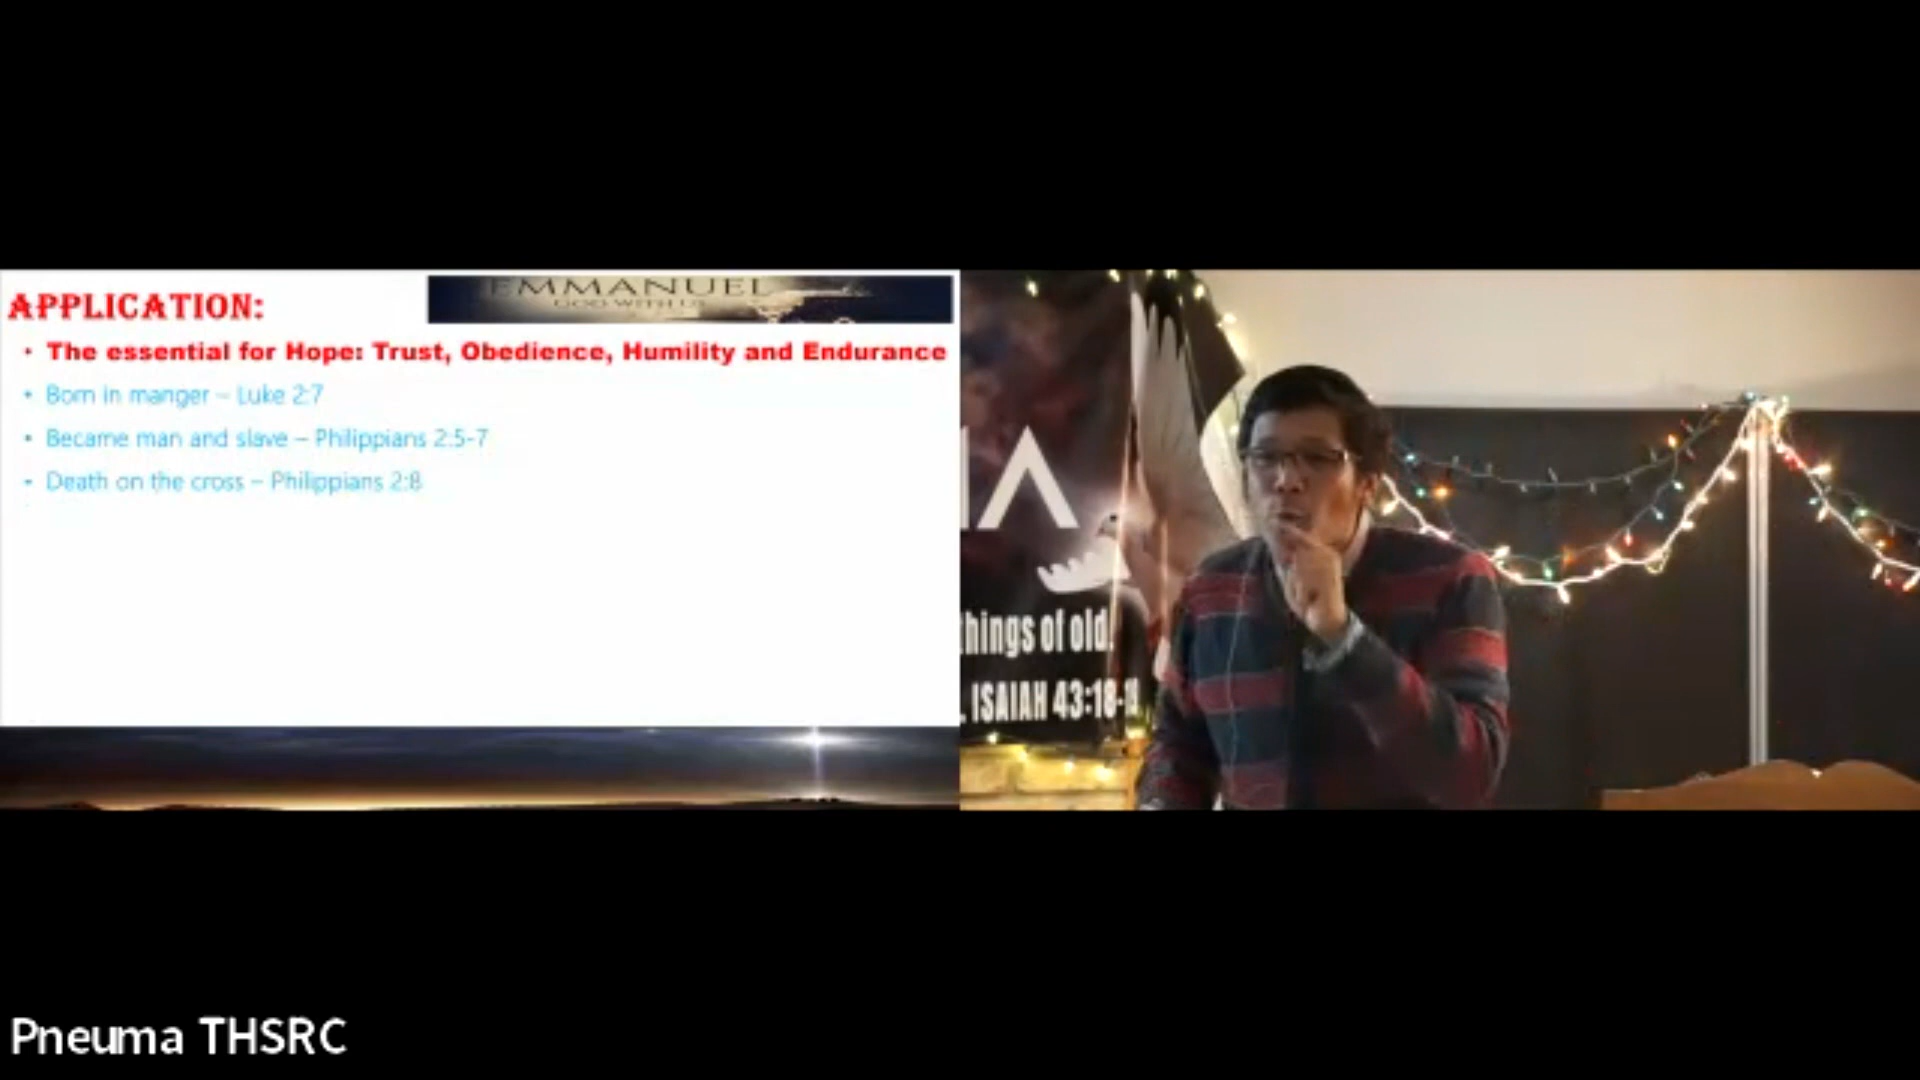 APPLICATION:
EMMANUEL
GOD WITH US
• The essential for Hope: Trust, Obedience, Humility and Endurance
• Born in manger – Luke 2:7
• Became man and slave – Philippians 2:5-7
• Death on the cross – Philippians 2:8
things of old.
ISAIAH 43:18-19
Pneuma THSRC